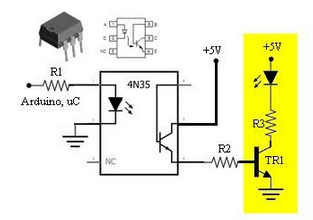 +5V
+5V
R1
4N35
Arduino, uC
R3
R2
TR1
NC